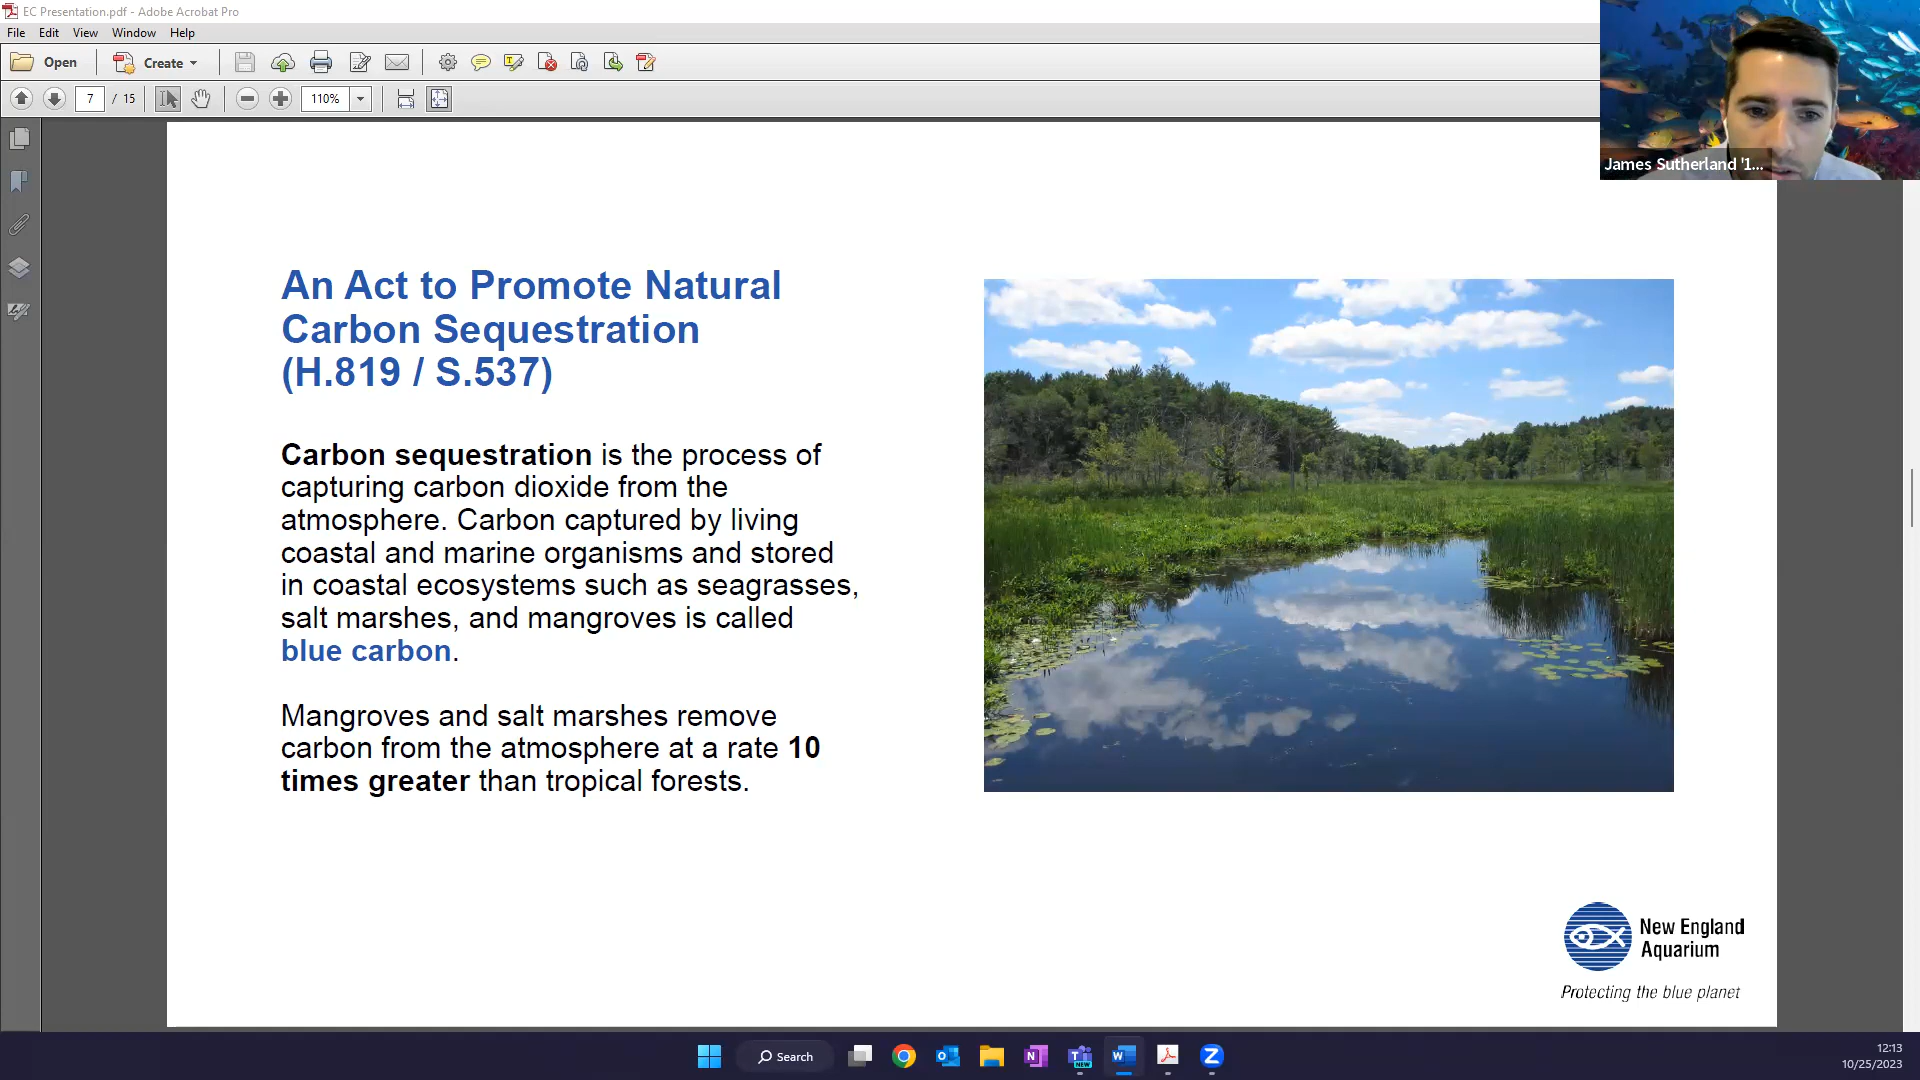 EC Presentation.pdf - Adobe Acrobat Pro
File Edit View Window Help
Open Create
7 / 15 110%
James Sutherland '1...
An Act to Promote Natural
Carbon Sequestration
(H.819 / S.537)
Carbon sequestration is the process of
capturing carbon dioxide from the
atmosphere. Carbon captured by living
coastal and marine organisms and stored
in coastal ecosystems such as seagrasses,
salt marshes, and mangroves is called
blue carbon.
Mangroves and salt marshes remove
carbon from the atmosphere at a rate 10
times greater than tropical forests.
New England
Aquarium
Protecting the blue planet
Search
NEW
12:13
10/25/2023